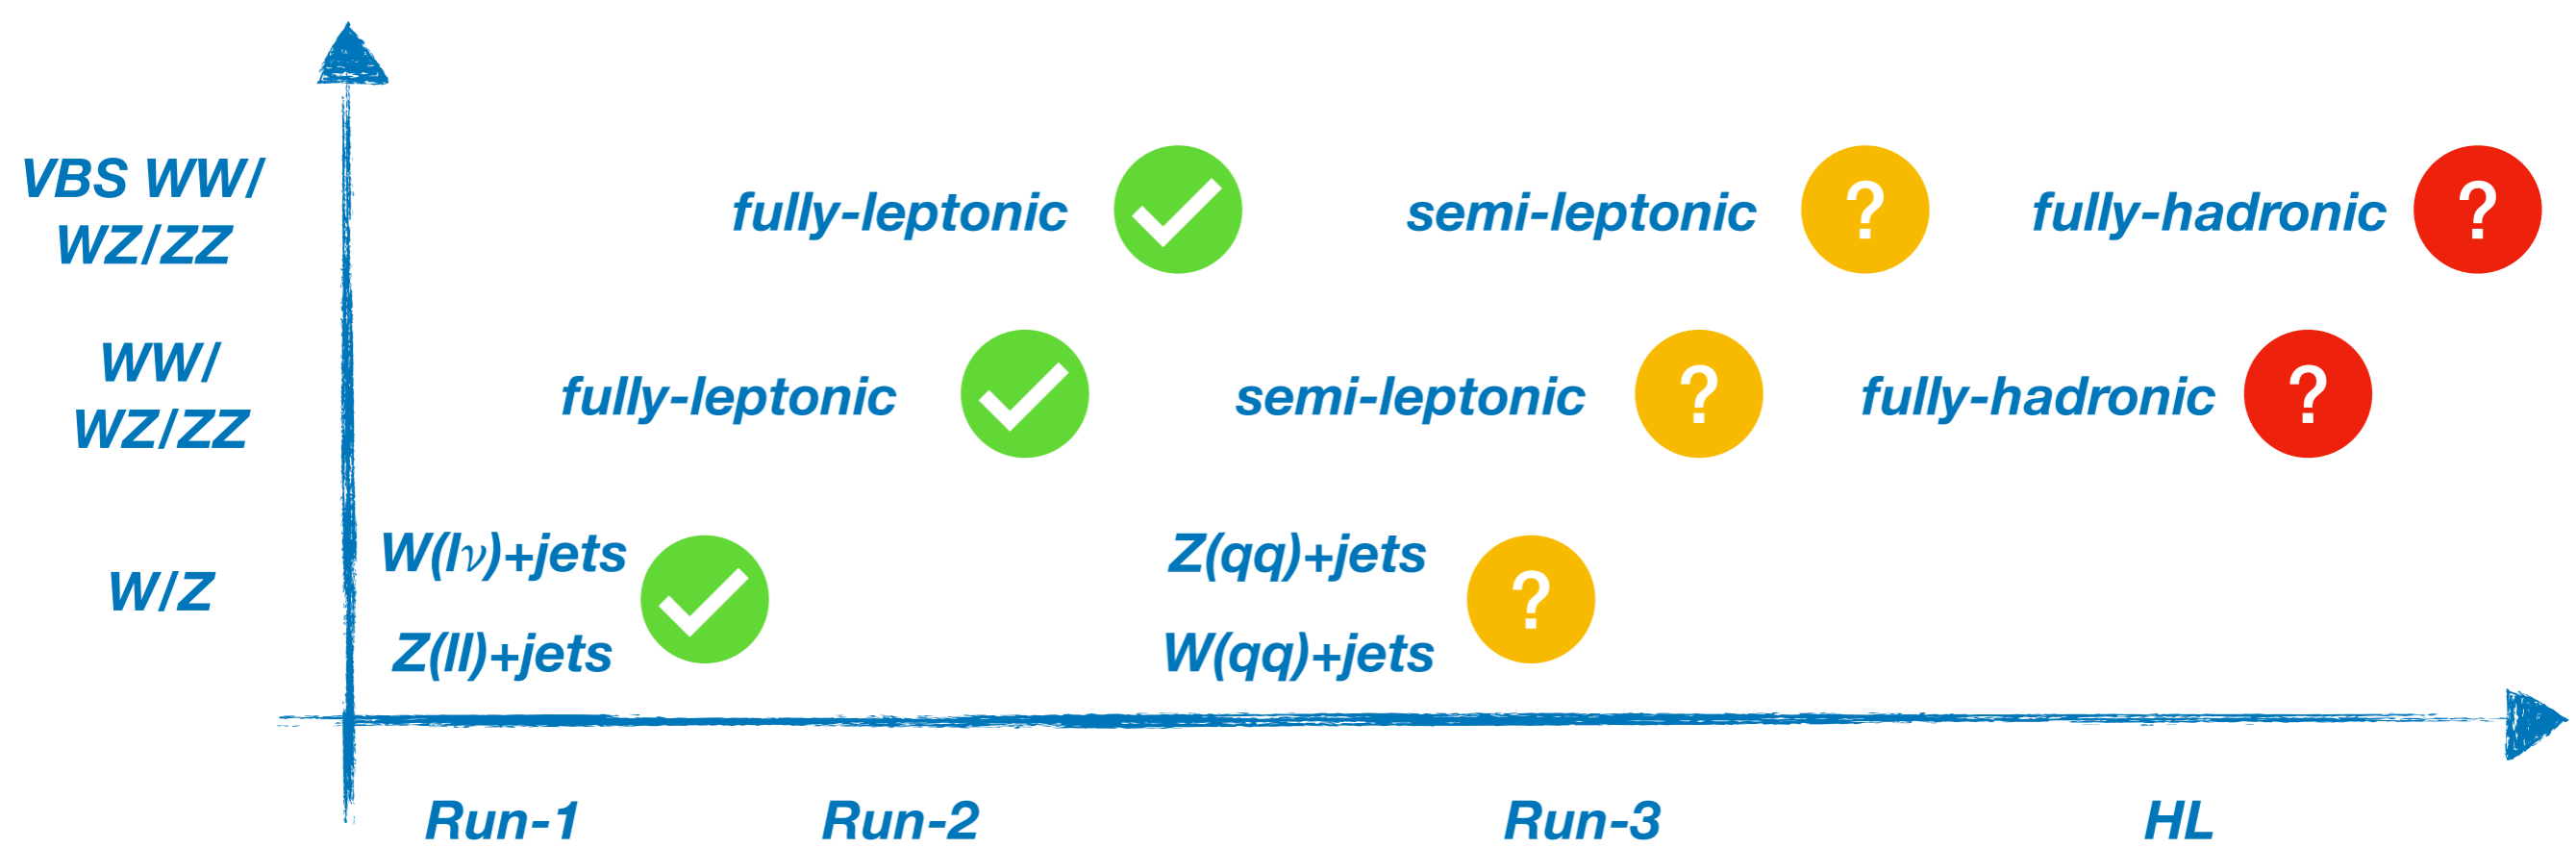 VBS WW/
WZ/ZZ
fully-leptonic
semi-leptonic
?
fully-hadronic
?
WW/
WZ/ZZ
fully-leptonic
semi-leptonic
?
fully-hadronic
?
W/Z
W(lν)+jets
Z(ll)+jets
Z(qq)+jets
W(qq)+jets
?
Run-1
Run-2
Run-3
HL